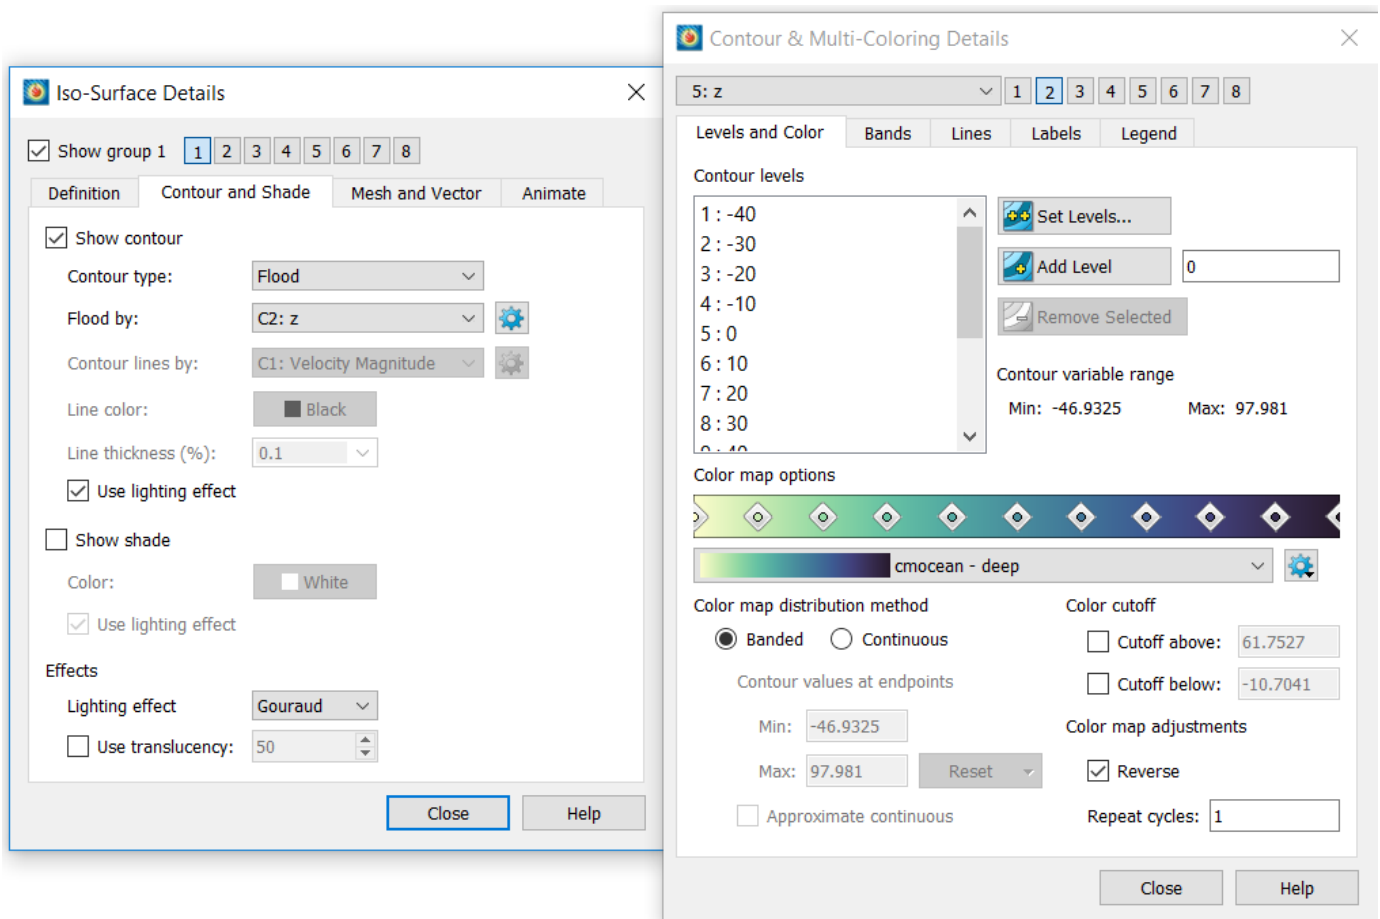 Iso-Surface Details
Show group 1 1 2 3 4 5 6 7 8
Definition Contour and Shade Mesh and Vector Animate
Show contour
Contour type: Flood
Flood by: C2: z
Contour lines by: C1: Velocity Magnitude
Line color: Black
Line thickness (%): 0.1
Use lighting effect
Show shade
Color: White
Use lighting effect
Effects
Lighting effect Gouraud
Use translucency: 50
Close Help
Contour & Multi-Coloring Details
5: z 1 2 3 4 5 6 7 8
Levels and Color Bands Lines Labels Legend
Contour levels
1 : -40
2 : -30
3 : -20
4 : -10
5 : 0
6 : 10
7 : 20
8 : 30
9 : 40
Set Levels...
Add Level 0
Remove Selected
Contour variable range
Min: -46.9325 Max: 97.981
Color map options
cmocean - deep
Color map distribution method
Banded Continuous
Contour values at endpoints
Min: -46.9325
Max: 97.981 Reset
Approximate continuous
Color cutoff
Cutoff above: 61.7527
Cutoff below: -10.7041
Color map adjustments
Reverse
Repeat cycles: 1
Close Help